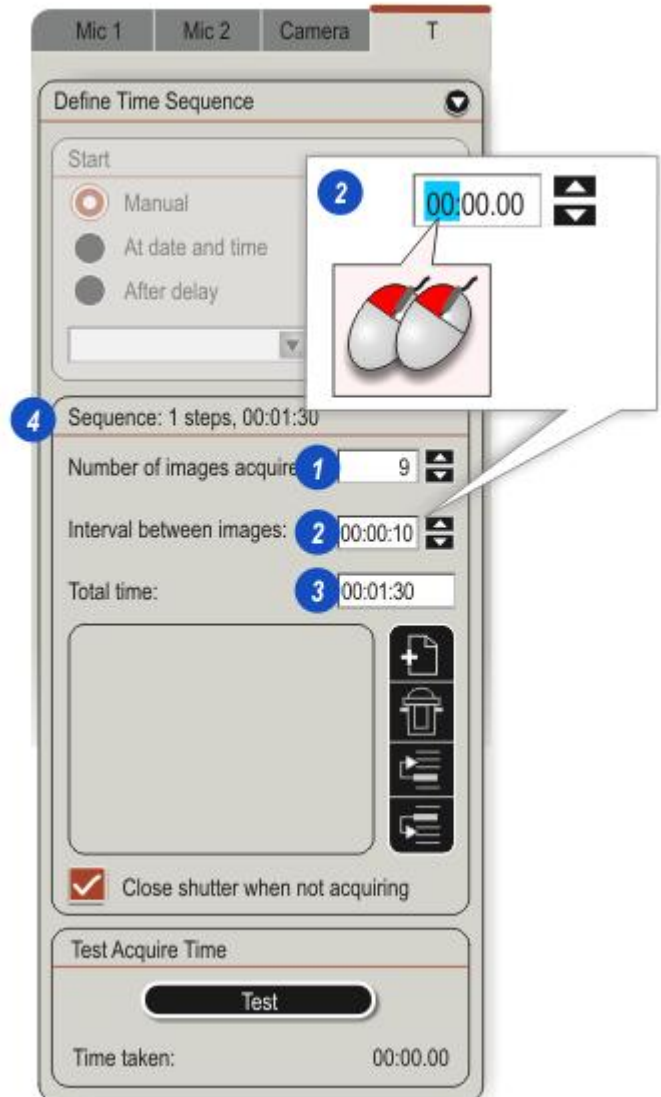 Mic 1 Mic 2 Camera T
Define Time Sequence
Start
Manual
At date and time
After delay
2 00:00.00
4 Sequence: 1 steps, 00:01:30
Number of images acquire 1 9
Interval between images: 2 00:00:10
Total time: 3 00:01:30
Close shutter when not acquiring
Test Acquire Time
Test
Time taken: 00:00.00